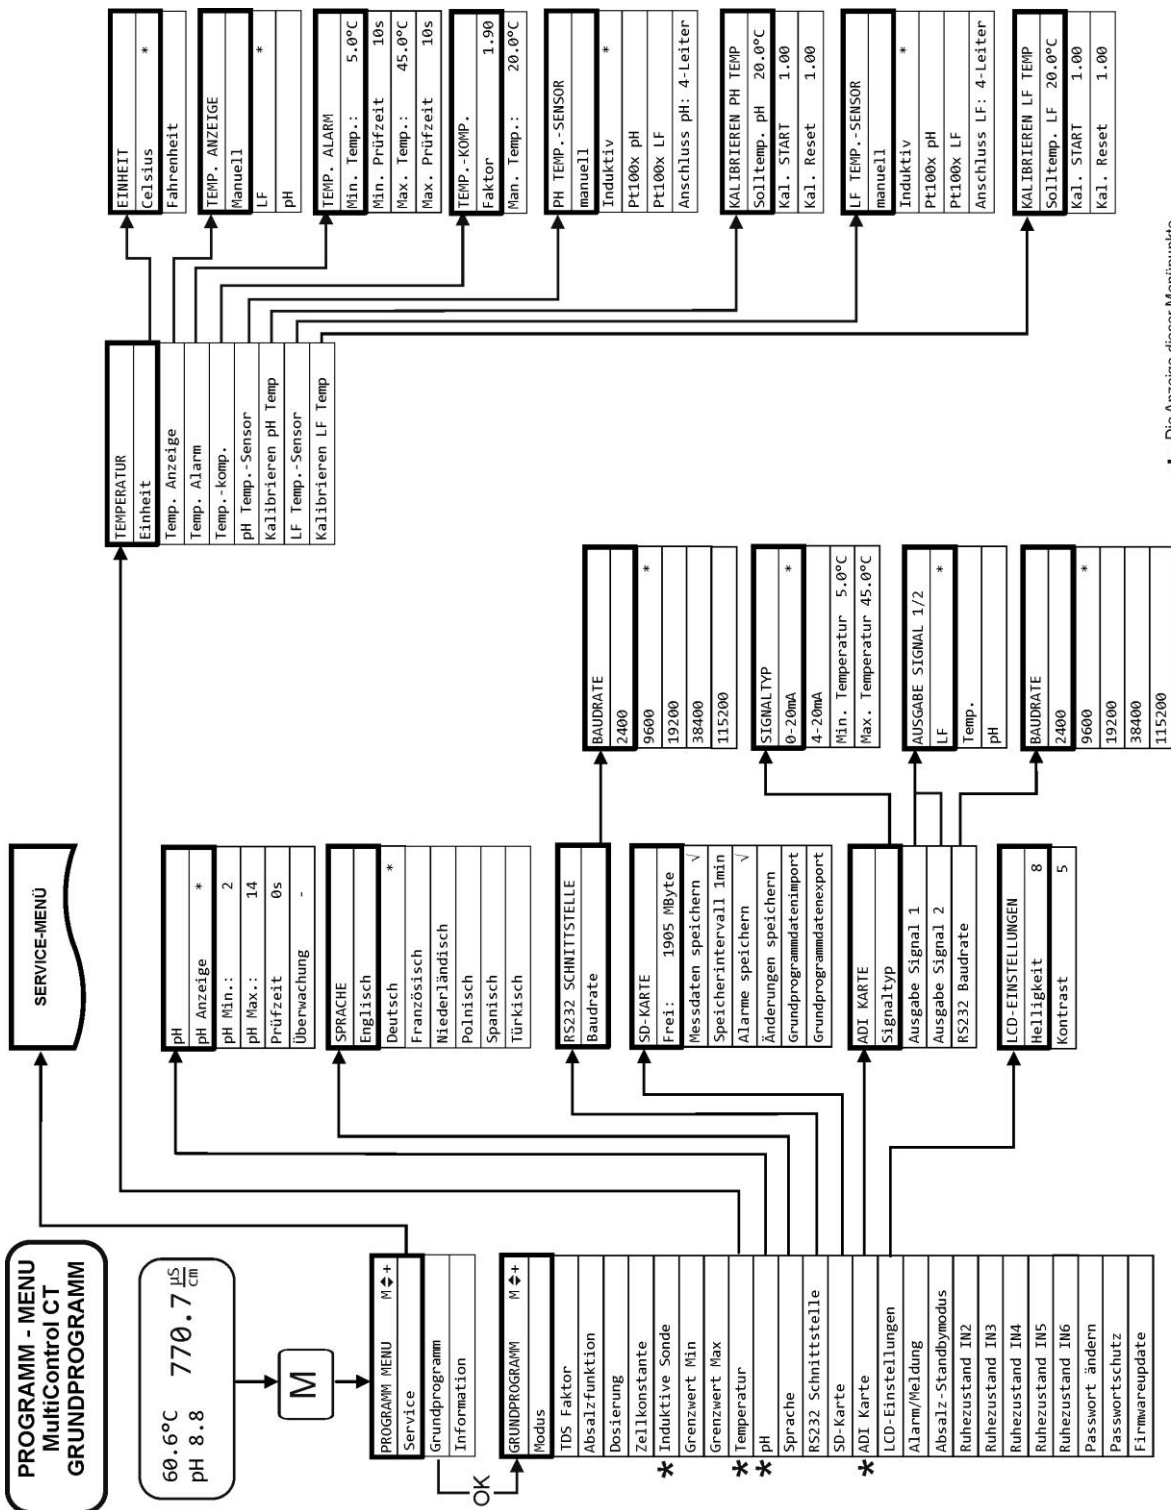 PROGRAMM - MENU
MultiControl CT
GRUNDPROGRAMM
60.6°C 770.7 µS/cm
pH 8.8
M
PROGRAMM MENU M +
Service
Grundprogramm
Information
OK
GRUNDPROGRAMM M +
Modus
TDS Faktor
Absalzfunktion
Dosierung
Zellkonstante
* Induktive Sonde
Grenzwert Min
Grenzwert Max
* Temperatur
* pH
Sprache
RS232 Schnittstelle
SD-Karte
* ADI Karte
LCD-Einstellungen
Alarm/Meldung
Absalz-Standbymodus
Ruhezustand IN2
Ruhezustand IN3
Ruhezustand IN4
Ruhezustand IN5
Ruhezustand IN6
Passwort ändern
Passwortschutz
Firmwareupdate
SERVICE-MENÜ
pH
pH Anzeige *
pH Min.: 2
pH Max.: 14
Prüfzeit 0s
Überwachung -
SPRACHE
Englisch
Deutsch *
Französisch
Niederländisch
Polnisch
Spanisch
Türkisch
RS232 SCHNITTSTELLE
Baudrate
SD-KARTE
Frei: 1905 MByte
Messdaten speichern √
Speicherintervall 1min
Alarme speichern √
Änderungen speichern
Grundprogrammdatenimport
Grundprogrammdatenexport
ADI KARTE
Signaltyp
Ausgabe Signal 1
Ausgabe Signal 2
RS232 Baudrate
LCD-EINSTELLUNGEN
Helligkeit 8
Kontrast 5
BAUDRATE
2400
9600 *
19200
38400
115200
SIGNALTYP
0-20mA *
4-20mA
Min. Temperatur 5.0°C
Max. Temperatur 45.0°C
AUSGABE SIGNAL 1/2
LF *
Temp.
pH
BAUDRATE
2400
9600 *
19200
38400
115200
TEMPERATUR
Einheit
Temp. Anzeige
Temp. Alarm
Temp.-komp.
pH Temp.-Sensor
Kalibrieren pH Temp
LF Temp.-Sensor
Kalibrieren LF Temp
EINHEIT
Celsius *
Fahrenheit
TEMP. ANZEIGE
Manuell
LF *
pH
TEMP. ALARM
Min. Temp.: 5.0°C
Min. Prüfzeit 10s
Max. Temp.: 45.0°C
Max. Prüfzeit 10s
TEMP.-KOMP.
Faktor 1.90
Man. Temp.: 20.0°C
PH TEMP.-SENSOR
manuell
Induktiv *
Pt100x pH
Pt100x LF
Anschluss pH: 4-Leiter
KALIBRIEREN PH TEMP
Solltemp. pH 20.0°C
Kal. START 1.00
Kal. Reset 1.00
LF TEMP.-SENSOR
manuell
Induktiv *
Pt100x pH
Pt100x LF
Anschluss LF: 4-Leiter
KALIBRIEREN LF TEMP
Solltemp. LF 20.0°C
Kal. START 1.00
Kal. Reset 1.00
Die Anzeige dieser Menüpunkte